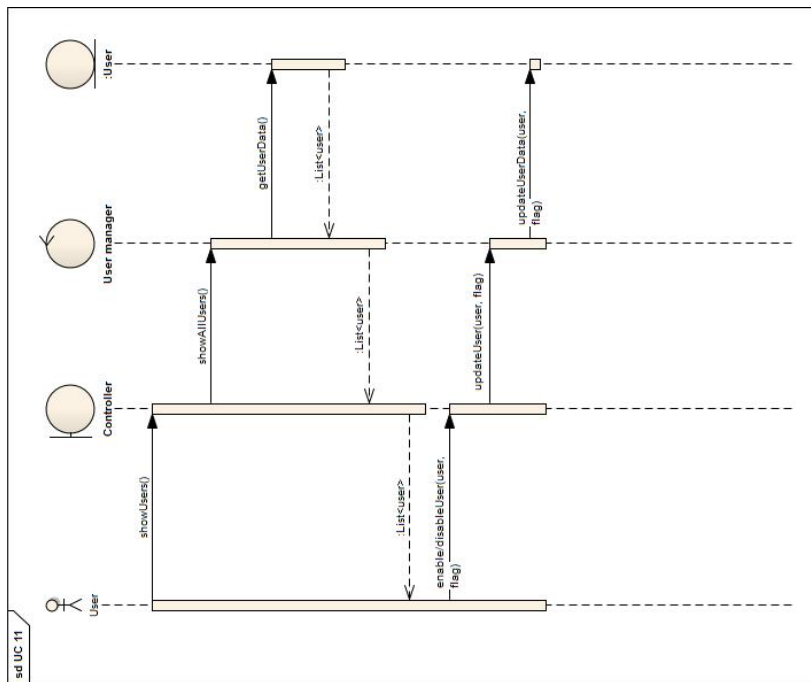 sd UC 11
User
Controller
User manager
:User
showUsers()
showAllUsers()
getUserData()
:List<user>
:List<user>
:List<user>
enable/disableUser(user,
flag)
updateUser(user, flag)
updateUserData(user,
flag)